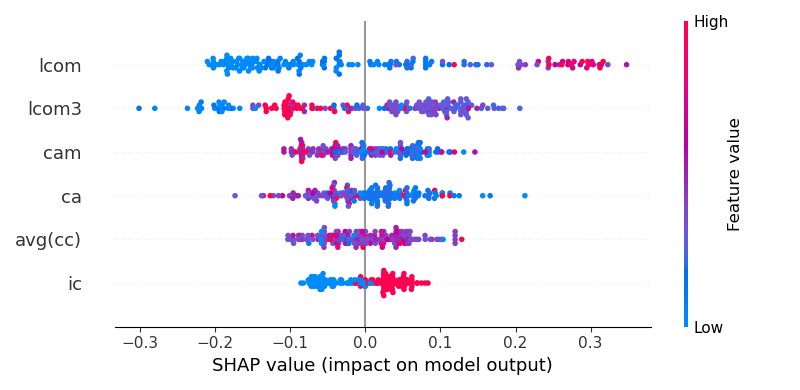 High
lcom
lcom3
cam
ca
avg(cc)
ic
Feature value
Low
−0.3 −0.2 −0.1 0.0 0.1 0.2 0.3
SHAP value (impact on model output)